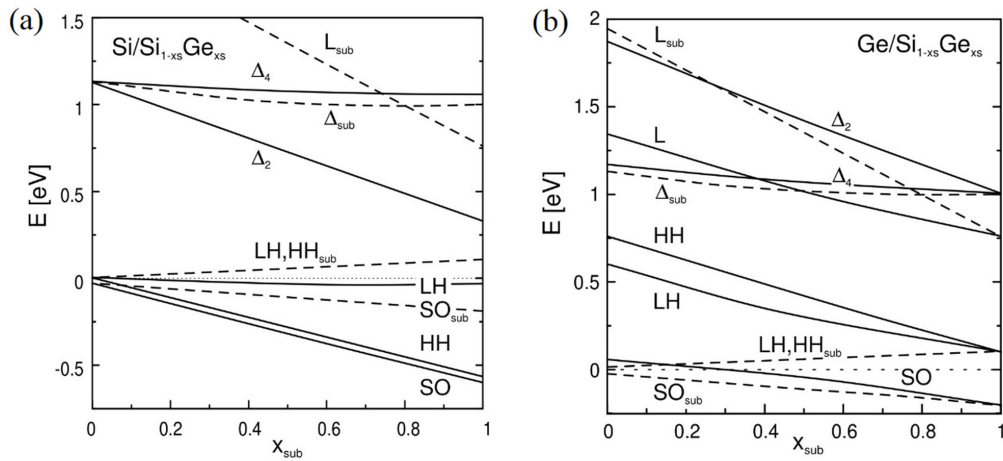 (a)
Si/Si1-xsGexs
Lsub
Δ4
Δsub
Δ2
LH,HHsub
LH
SOsub
HH
SO
E [eV]
1.5
1
0.5
0
-0.5
0 0.2 0.4 0.6 0.8 1
xsub
(b)
Lsub
Ge/Si1-xsGexs
Δ2
L
Δ4
Δsub
HH
LH
LH,HHsub
SO
SOsub
E [eV]
2
1.5
1
0.5
0
0 0.2 0.4 0.6 0.8 1
xsub